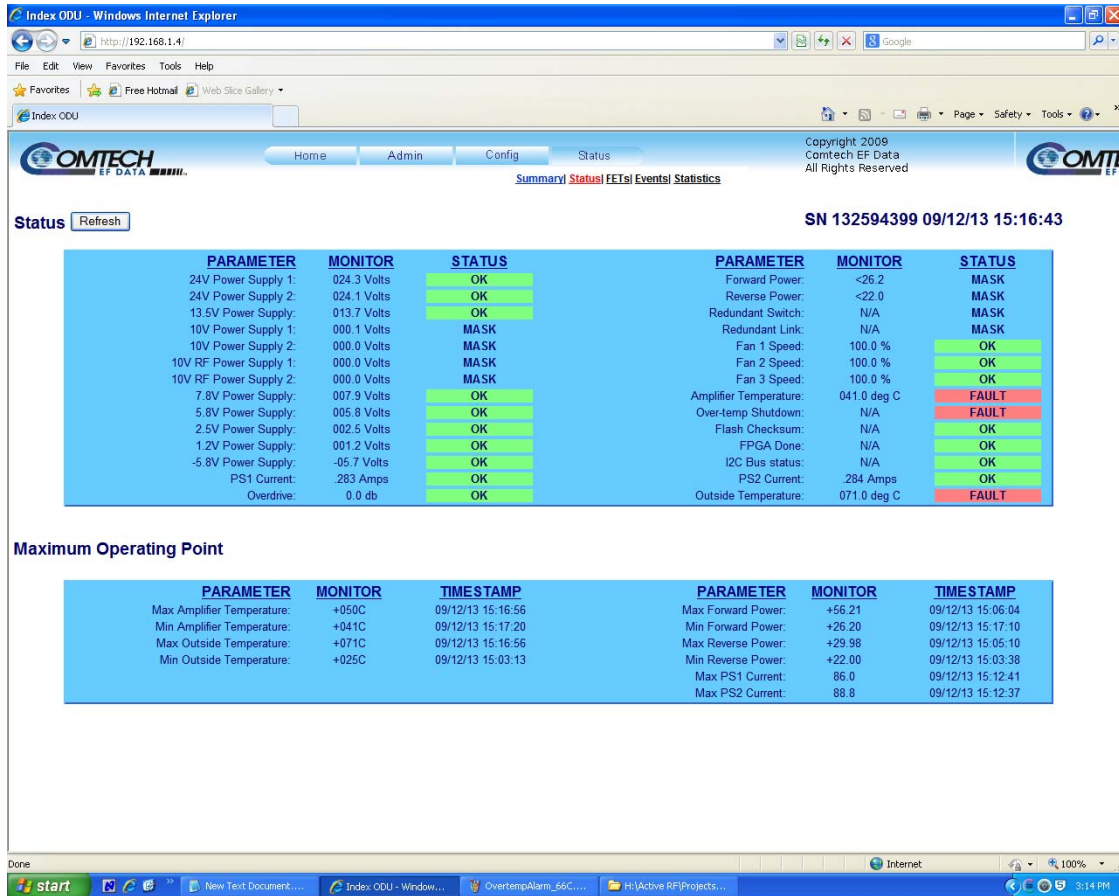 Index ODU - Windows Internet Explorer
http://192.168.1.4/
Google
File Edit View Favorites Tools Help
Favorites Free Hotmail Web Slice Gallery
Index ODU
Page Safety Tools
COMTECH
EF DATA
Home Admin Config Status
Summary| Status| FETs| Events| Statistics
Copyright 2009
Comtech EF Data
All Rights Reserved
Status Refresh
SN 132594399 09/12/13 15:16:43
PARAMETER MONITOR STATUS
24V Power Supply 1: 024.3 Volts OK
24V Power Supply 2: 024.1 Volts OK
13.5V Power Supply: 013.7 Volts OK
10V Power Supply 1: 000.1 Volts MASK
10V Power Supply 2: 000.0 Volts MASK
10V RF Power Supply 1: 000.0 Volts MASK
10V RF Power Supply 2: 000.0 Volts MASK
7.8V Power Supply: 007.9 Volts OK
5.8V Power Supply: 005.8 Volts OK
2.5V Power Supply: 002.5 Volts OK
1.2V Power Supply: 001.2 Volts OK
-5.8V Power Supply: -05.7 Volts OK
PS1 Current: .283 Amps OK
Overdrive: 0.0 db OK
PARAMETER MONITOR STATUS
Forward Power: <26.2 MASK
Reverse Power: <22.0 MASK
Redundant Switch: N/A MASK
Redundant Link: N/A MASK
Fan 1 Speed: 100.0 % OK
Fan 2 Speed: 100.0 % OK
Fan 3 Speed: 100.0 % OK
Amplifier Temperature: 041.0 deg C FAULT
Over-temp Shutdown: N/A FAULT
Flash Checksum: N/A OK
FPGA Done: N/A OK
I2C Bus status: N/A OK
PS2 Current: .284 Amps OK
Outside Temperature: 071.0 deg C FAULT
Maximum Operating Point
PARAMETER MONITOR TIMESTAMP
Max Amplifier Temperature: +050C 09/12/13 15:16:56
Min Amplifier Temperature: +041C 09/12/13 15:17:20
Max Outside Temperature: +071C 09/12/13 15:16:56
Min Outside Temperature: +025C 09/12/13 15:03:13
PARAMETER MONITOR TIMESTAMP
Max Forward Power: +56.21 09/12/13 15:06:04
Min Forward Power: +26.20 09/12/13 15:17:10
Max Reverse Power: +29.98 09/12/13 15:05:10
Min Reverse Power: +22.00 09/12/13 15:03:38
Max PS1 Current: 86.0 09/12/13 15:12:41
Max PS2 Current: 88.8 09/12/13 15:12:37
Done Internet 100%
start New Text Document.... Index ODU - Window... OvertempAlarm_66C.... H:\Active RF\Projects... 3:14 PM